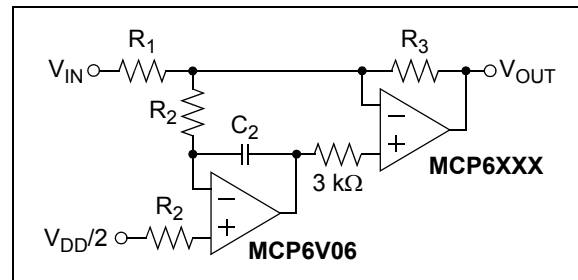 R1
R3
VIN
VOUT
R2
C2
3 kΩ
MCP6XXX
R2
VDD/2
MCP6V06